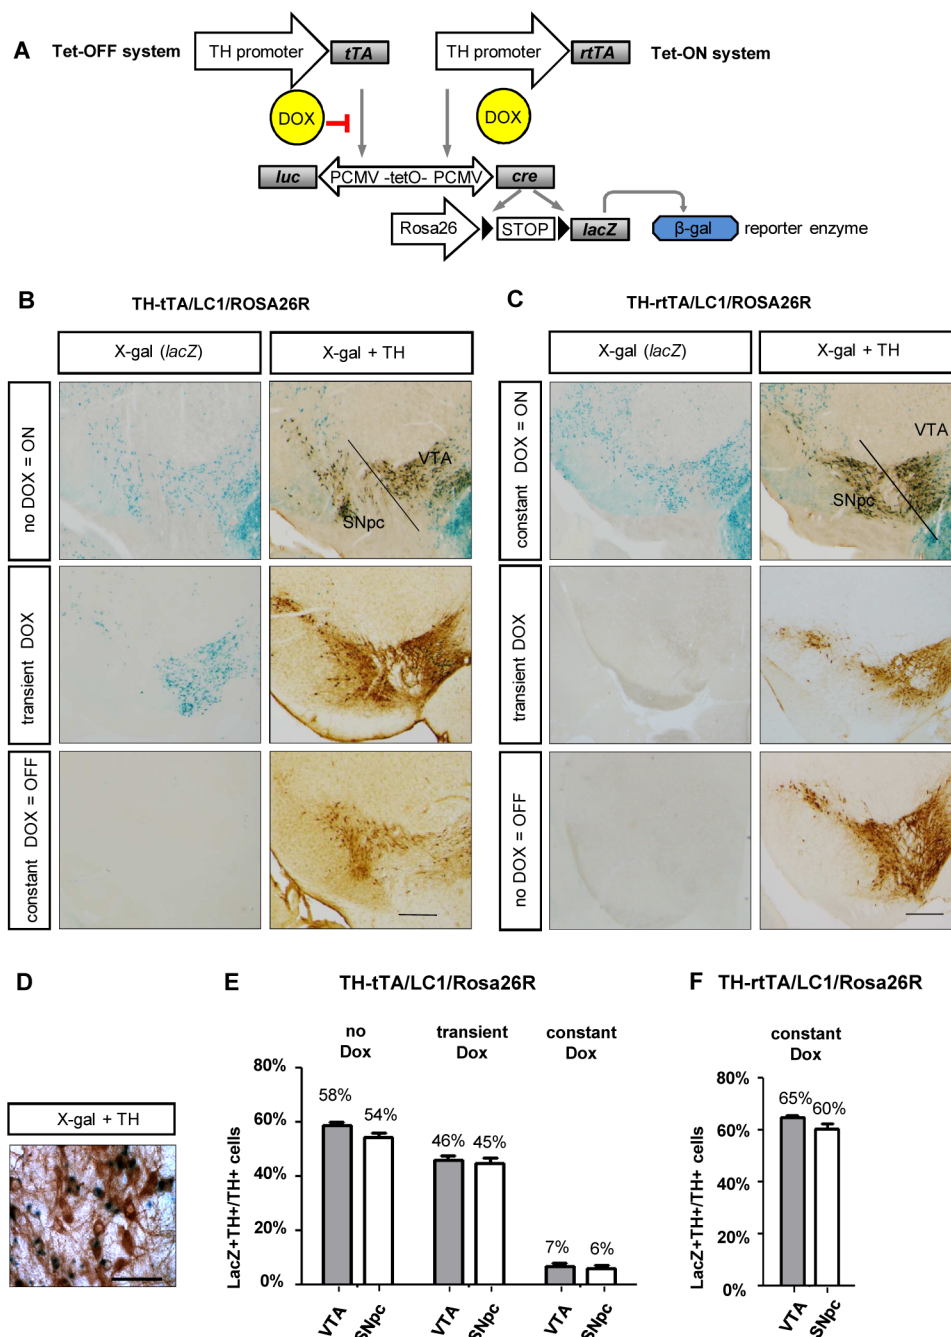 A
Tet-OFF system
TH promoter
tTA
TH promoter
rtTA
Tet-ON system
DOX
DOX
luc
PCMV -tetO- PCMV
cre
Rosa26
STOP
lacZ
β-gal
reporter enzyme
B
TH-tTA/LC1/ROSA26R
X-gal (lacZ)
X-gal + TH
no DOX = ON
VTA
SNpc
transient DOX
constant DOX = OFF
C
TH-rtTA/LC1/ROSA26R
X-gal (lacZ)
X-gal + TH
constant DOX = ON
VTA
SNpc
transient DOX
no DOX = OFF
D
X-gal + TH
E
TH-tTA/LC1/Rosa26R
no Dox
transient Dox
constant Dox
LacZ+TH+/TH+ cells
80%
60%
40%
20%
0%
58%
54%
46%
45%
7%
6%
VTA
SNpc
VTA
SNpc
VTA
SNpc
F
TH-rtTA/LC1/Rosa26R
constant Dox
LacZ+TH+/TH+ cells
80%
60%
40%
20%
0%
65%
60%
VTA
SNpc